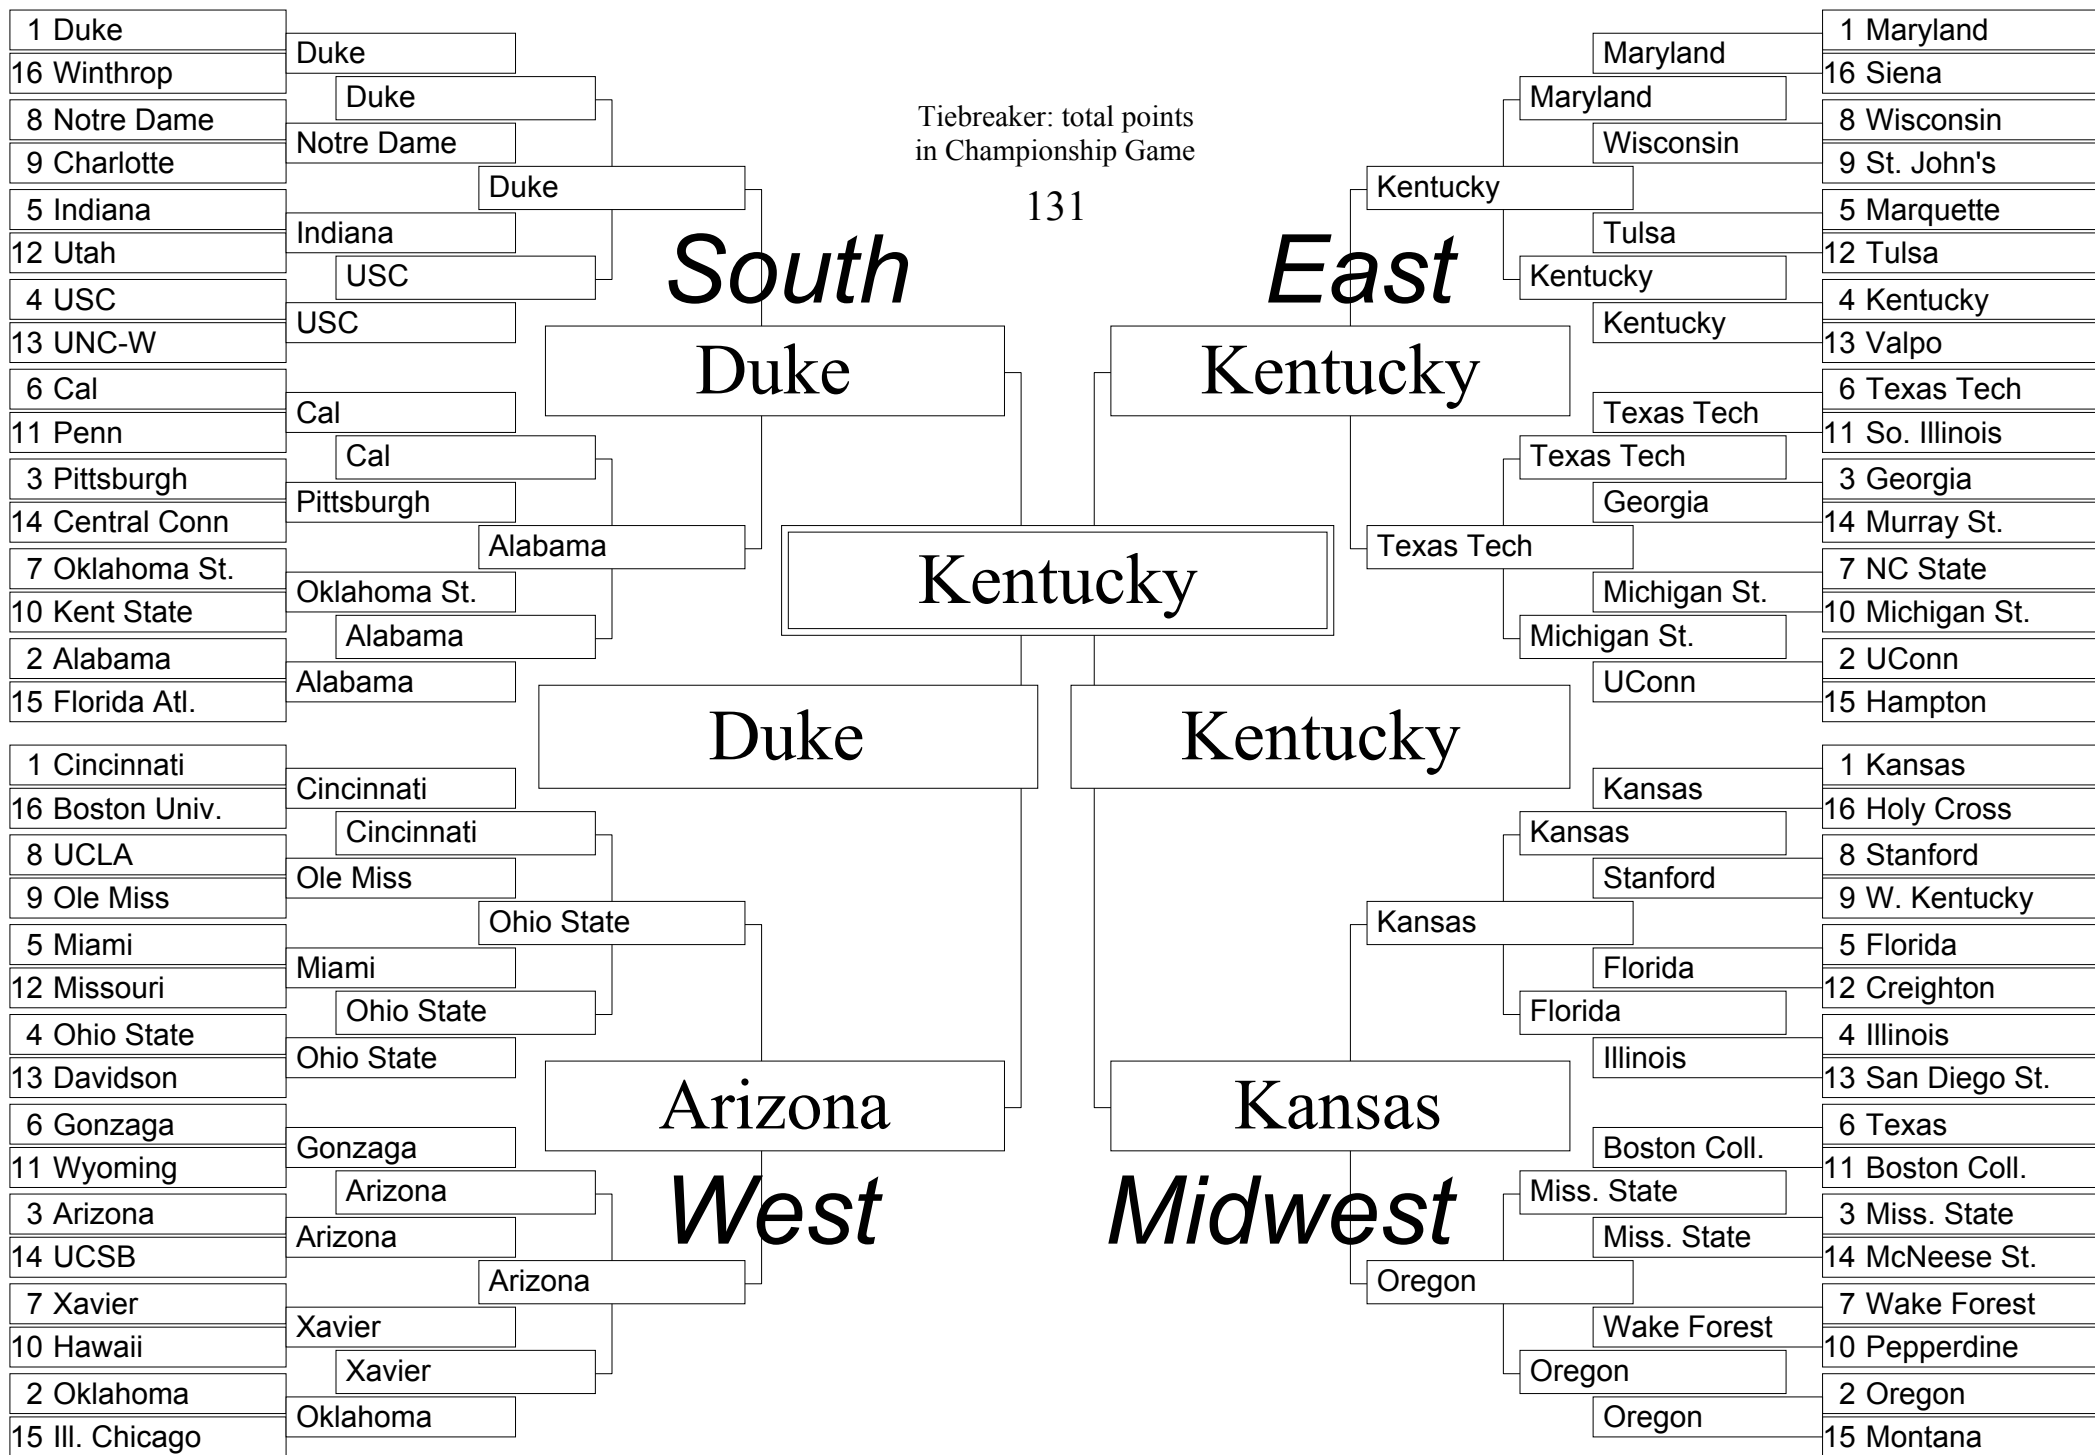 1 Duke
16 Winthrop
8 Notre Dame
9 Charlotte
5 Indiana
12 Utah
4 USC
13 UNC-W
6 Cal
11 Penn
3 Pittsburgh
14 Central Conn
7 Oklahoma St.
10 Kent State
2 Alabama
15 Florida Atl.
Duke
Notre Dame
Indiana
USC
Cal
Pittsburgh
Oklahoma St.
Alabama
Duke
USC
Cal
Alabama
Duke
Alabama
South
Duke
1 Cincinnati
16 Boston Univ.
8 UCLA
9 Ole Miss
5 Miami
12 Missouri
4 Ohio State
13 Davidson
6 Gonzaga
11 Wyoming
3 Arizona
14 UCSB
7 Xavier
10 Hawaii
2 Oklahoma
15 Ill. Chicago
Cincinnati
Ole Miss
Miami
Ohio State
Gonzaga
Arizona
Xavier
Oklahoma
Cincinnati
Ohio State
Arizona
Xavier
Ohio State
Arizona
Arizona
West
Tiebreaker: total points
in Championship Game
131
Kentucky
Duke
Kentucky
East
Kentucky
Kentucky
Texas Tech
Maryland
Kentucky
Texas Tech
Michigan St.
Maryland
Wisconsin
Tulsa
Kentucky
Texas Tech
Georgia
Michigan St.
UConn
1 Maryland
16 Siena
8 Wisconsin
9 St. John's
5 Marquette
12 Tulsa
4 Kentucky
13 Valpo
6 Texas Tech
11 So. Illinois
3 Georgia
14 Murray St.
7 NC State
10 Michigan St.
2 UConn
15 Hampton
Kansas
Midwest
Kansas
Oregon
Kansas
Florida
Miss. State
Oregon
Kansas
Stanford
Florida
Illinois
Boston Coll.
Miss. State
Wake Forest
Oregon
1 Kansas
16 Holy Cross
8 Stanford
9 W. Kentucky
5 Florida
12 Creighton
4 Illinois
13 San Diego St.
6 Texas
11 Boston Coll.
3 Miss. State
14 McNeese St.
7 Wake Forest
10 Pepperdine
2 Oregon
15 Montana